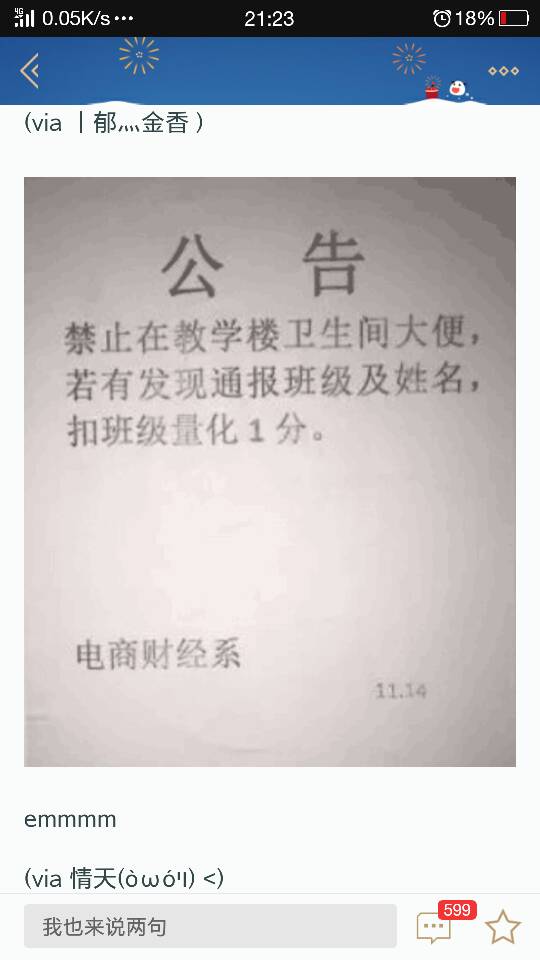 4G 0.05K/s ••• 21:23 18%
(via ｜郁灬金香 )
公 告
禁止在教学楼卫生间大便，
若有发现通报班级及姓名，
扣班级量化 1 分。
电商财经系
11.14
emmmm
(via 情天(òωóױ) <)
我也来说两句
599